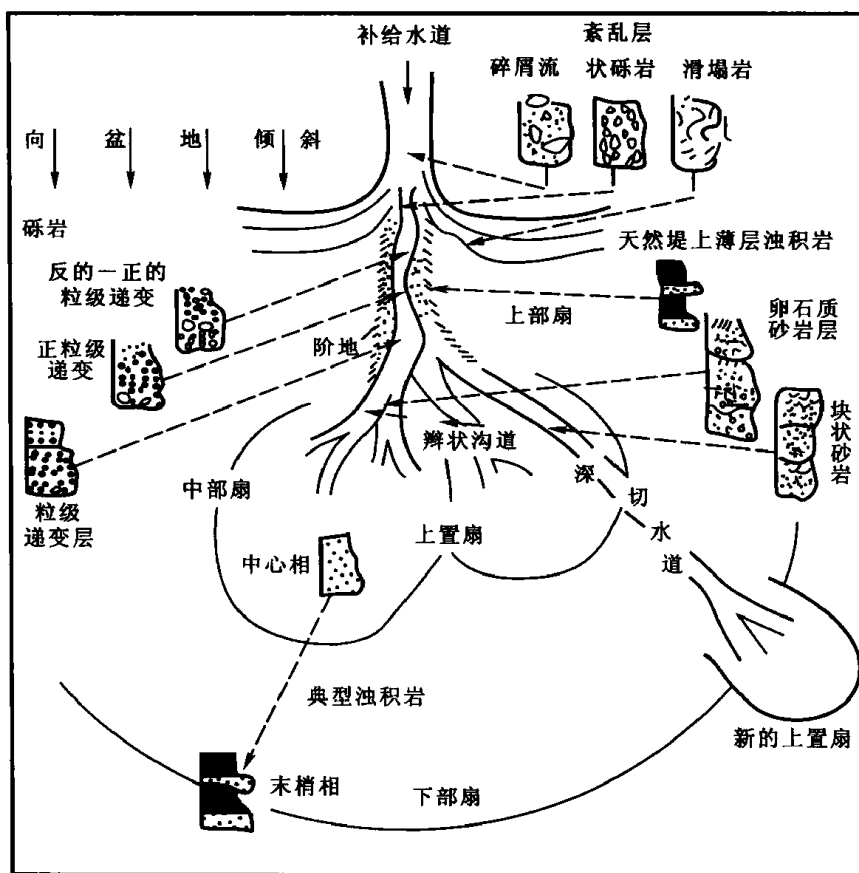 补给水道
紊乱层
碎屑流
状砾岩
滑塌岩
向盆地倾斜
砾岩
天然堤上薄层浊积岩
反的一正的
粒级递变
上部扇
卵石质
砂岩层
正粒级
递变
阶地
块状砂岩
辫状沟道
粒级
递变层
中部扇
深切水道
上置扇
中心相
典型浊积岩
新的上置扇
末梢相
下部扇